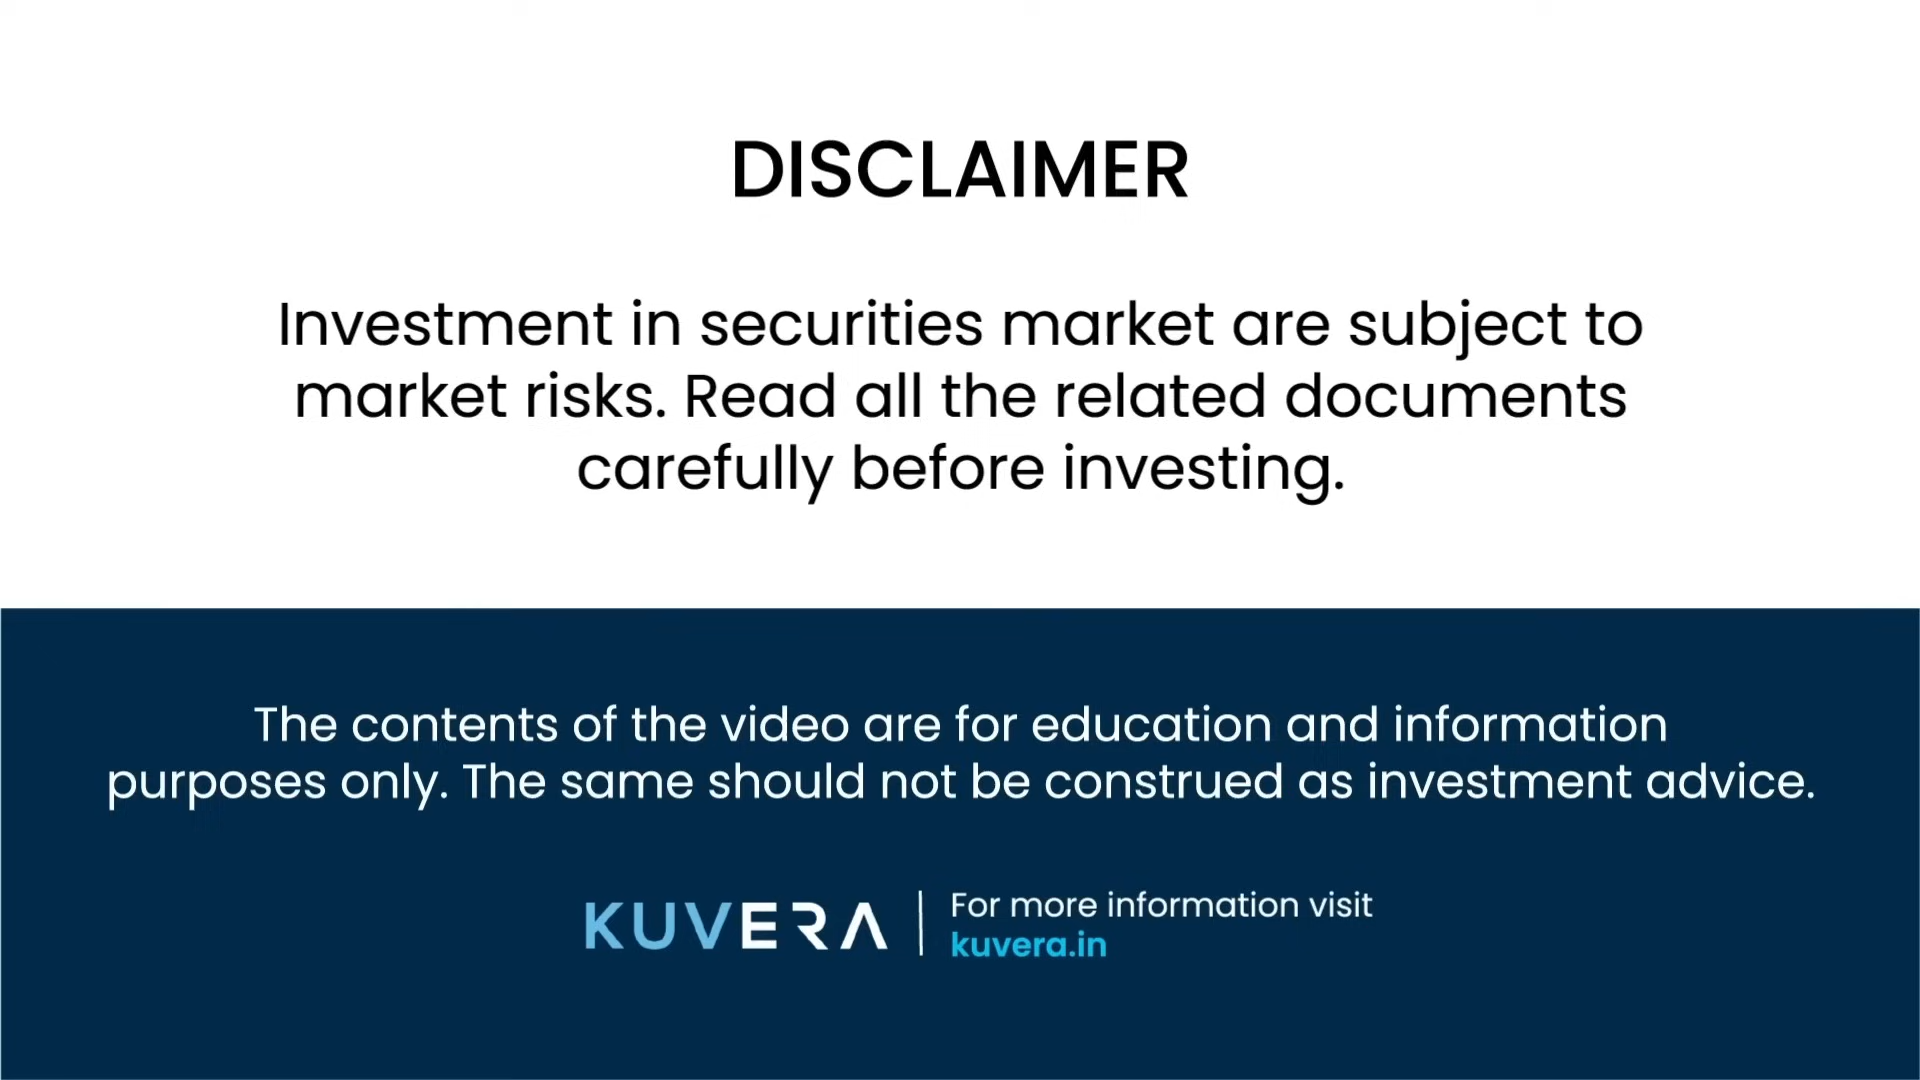 DISCLAIMER
Investment in securities market are subject to
market risks. Read all the related documents
carefully before investing.
The contents of the video are for education and information
purposes only. The same should not be construed as investment advice.
KUVERA
For more information visit
kuvera.in